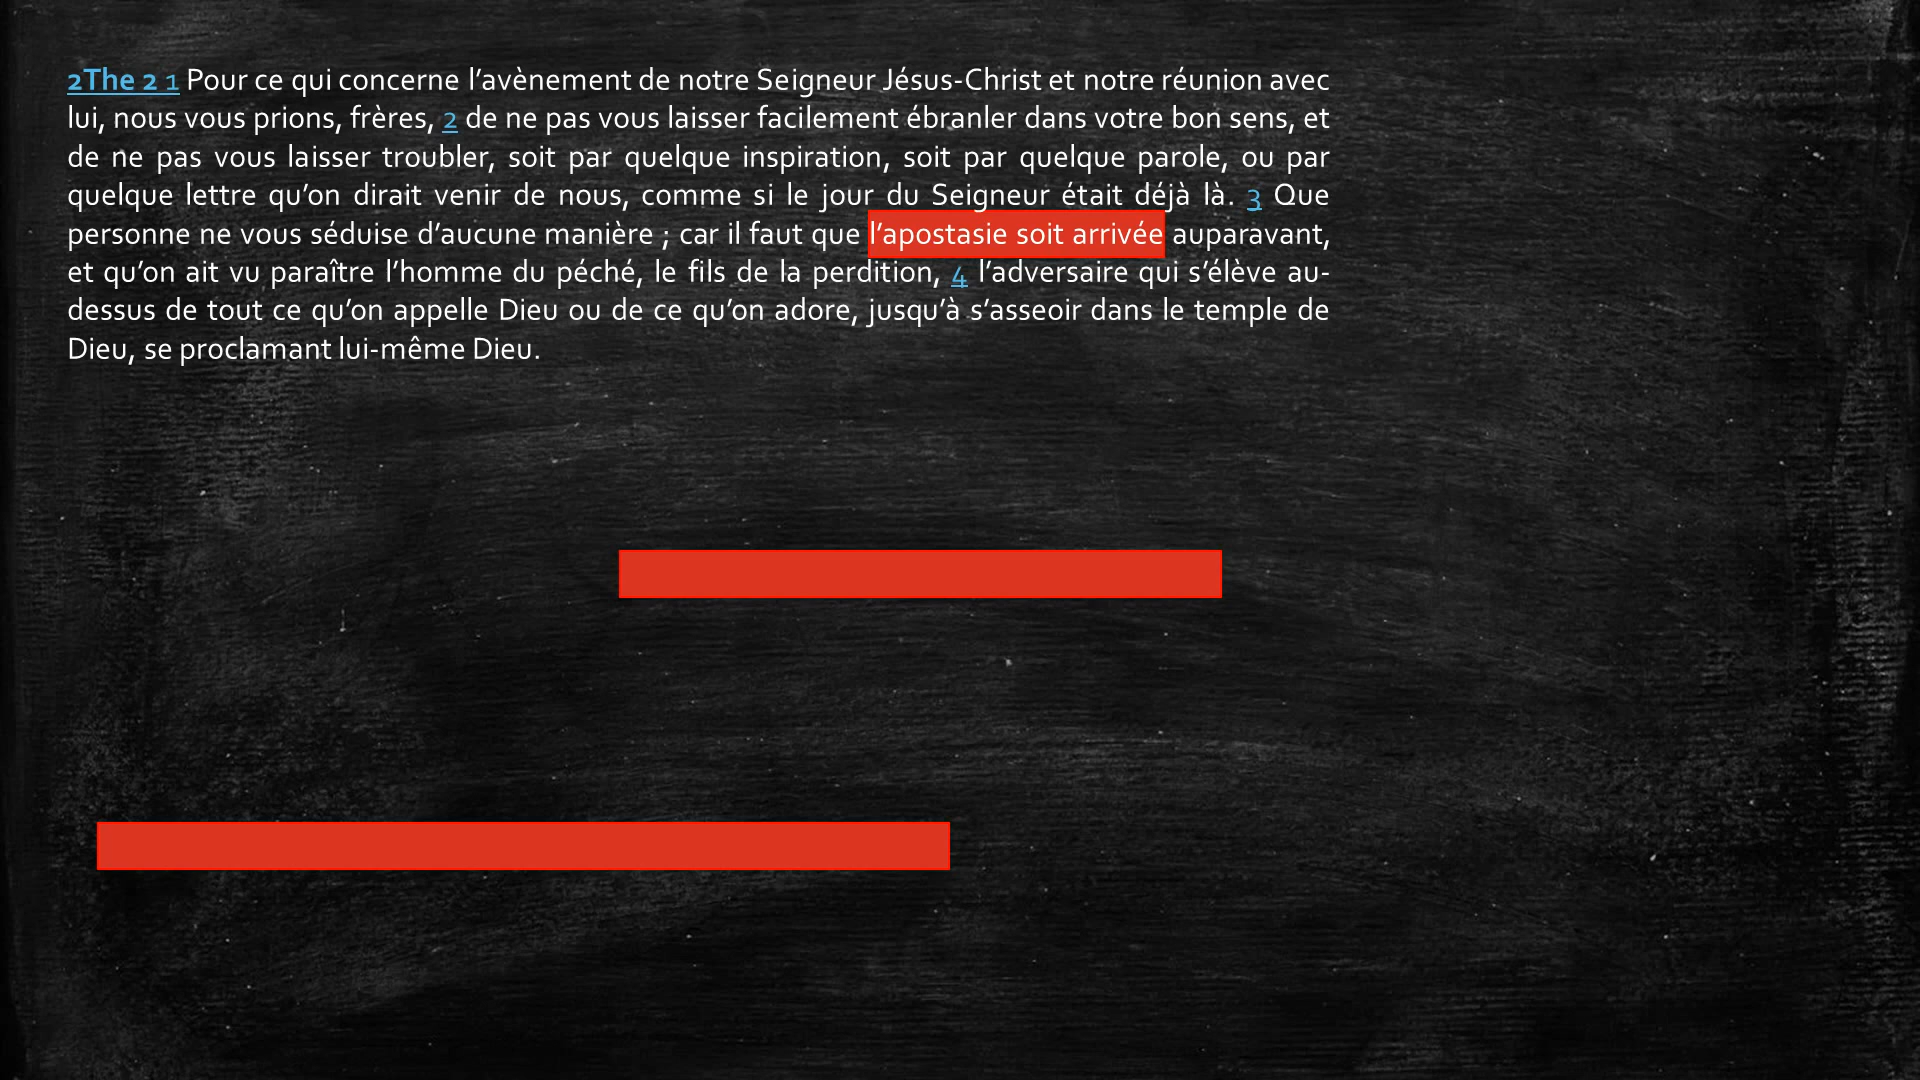 2The 2 1 Pour ce qui concerne l’avènement de notre Seigneur Jésus-Christ et notre réunion avec
lui, nous vous prions, frères, 2 de ne pas vous laisser facilement ébranler dans votre bon sens, et
de ne pas vous laisser troubler, soit par quelque inspiration, soit par quelque parole, ou par
quelque lettre qu’on dirait venir de nous, comme si le jour du Seigneur était déjà là. 3 Que
personne ne vous séduise d’aucune manière ; car il faut que l’apostasie soit arrivée auparavant,
et qu’on ait vu paraître l’homme du péché, le fils de la perdition, 4 l’adversaire qui s’élève au-
dessus de tout ce qu’on appelle Dieu ou de ce qu’on adore, jusqu’à s’asseoir dans le temple de
Dieu, se proclamant lui-même Dieu.